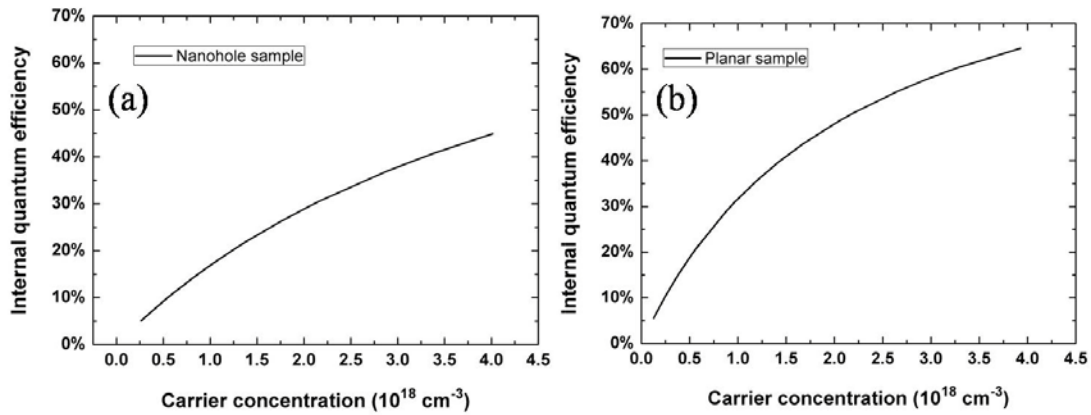 70%
60%
50%
40%
30%
20%
10%
0%
Internal quantum efficiency
Nanohole sample
(a)
0.0 0.5 1.0 1.5 2.0 2.5 3.0 3.5 4.0 4.5
Carrier concentration (10¹⁸ cm⁻³)
70%
60%
50%
40%
30%
20%
10%
0%
Internal quantum efficiency
Planar sample
(b)
0.0 0.5 1.0 1.5 2.0 2.5 3.0 3.5 4.0 4.5
Carrier concentration (10¹⁸ cm⁻³)